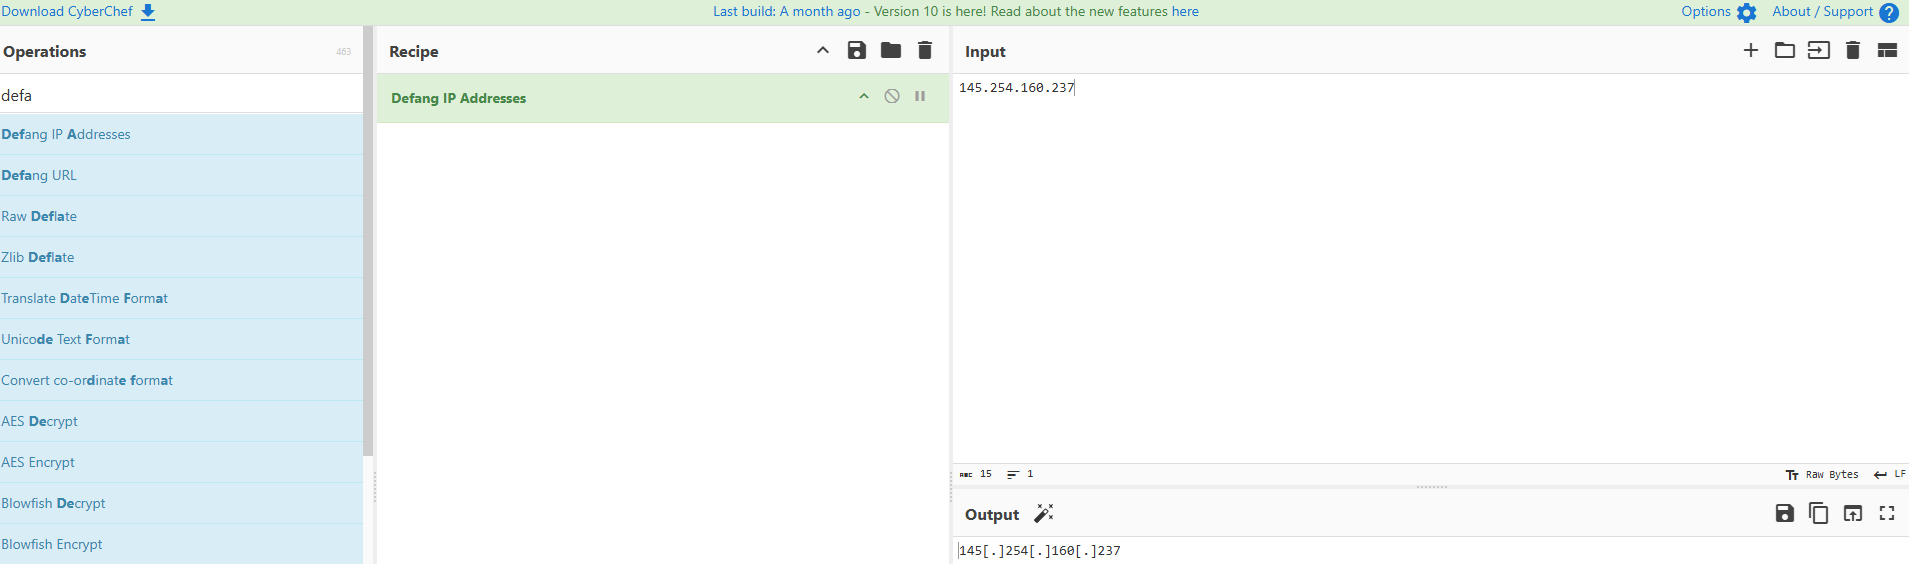 Download CyberChef
Last build: A month ago - Version 10 is here! Read about the new features here
Options
About / Support
Operations
463
defa
Defang IP Addresses
Defang URL
Raw Deflate
Zlib Deflate
Translate DateTime Format
Unicode Text Format
Convert co-ordinate format
AES Decrypt
AES Encrypt
Blowfish Decrypt
Blowfish Encrypt
Recipe
Defang IP Addresses
Input
145.254.160.237
ABC 15 1
Tт Raw Bytes LF
Output
145[.]254[.]160[.]237